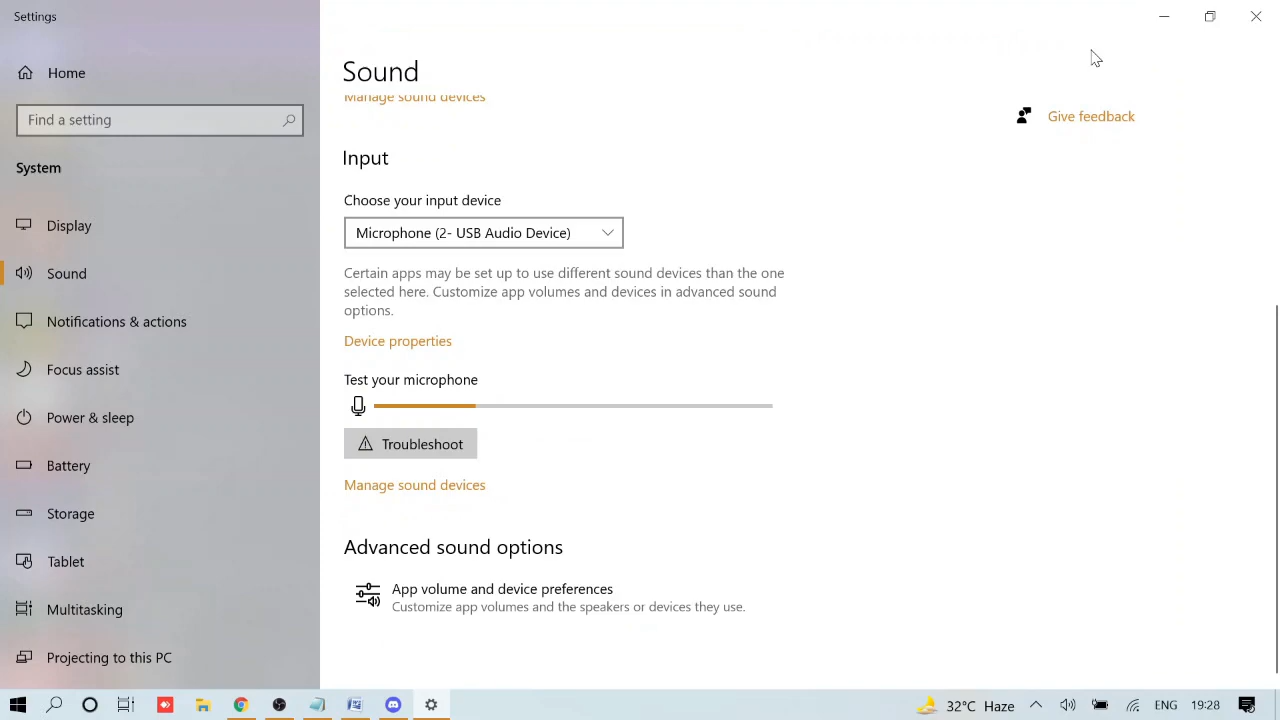 Settings
Home
Find a setting
System
Display
Sound
Notifications & actions
Focus assist
Power & sleep
Battery
Storage
Tablet
Multitasking
Projecting to this PC
Sound
Manage sound devices
Give feedback
Input
Choose your input device
Microphone (2- USB Audio Device)
Certain apps may be set up to use different sound devices than the one
selected here. Customize app volumes and devices in advanced sound
options.
Device properties
Test your microphone
Troubleshoot
Manage sound devices
Advanced sound options
App volume and device preferences
Customize app volumes and the speakers or devices they use.
32°C Haze
ENG
19:28